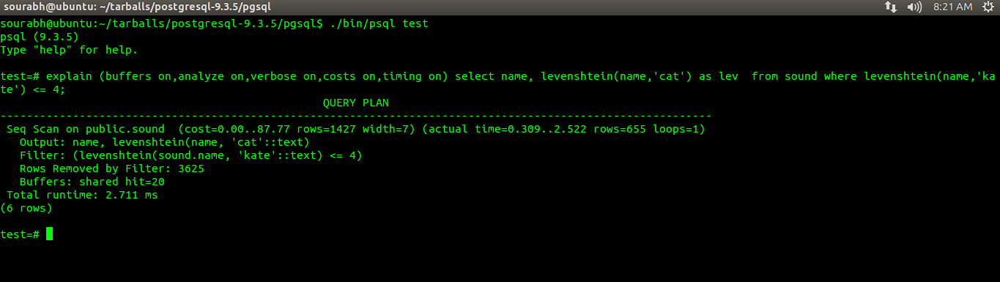 sourabh@ubuntu: ~/tarballs/postgresql-9.3.5/pgsql
8:21 AM
sourabh@ubuntu:~/tarballs/postgresql-9.3.5/pgsql$ ./bin/psql test
psql (9.3.5)
Type "help" for help.
test=# explain (buffers on,analyze on,verbose on,costs on,timing on) select name, levenshtein(name,'cat') as lev  from sound where levenshtein(name,'ka
te') <= 4;
QUERY PLAN
-----------------------------------------------------------------------------------------------------------
Seq Scan on public.sound  (cost=0.00..87.77 rows=1427 width=7) (actual time=0.309..2.522 rows=655 loops=1)
Output: name, levenshtein(name, 'cat'::text)
Filter: (levenshtein(sound.name, 'kate'::text) <= 4)
Rows Removed by Filter: 3625
Buffers: shared hit=20
Total runtime: 2.711 ms
(6 rows)
test=#